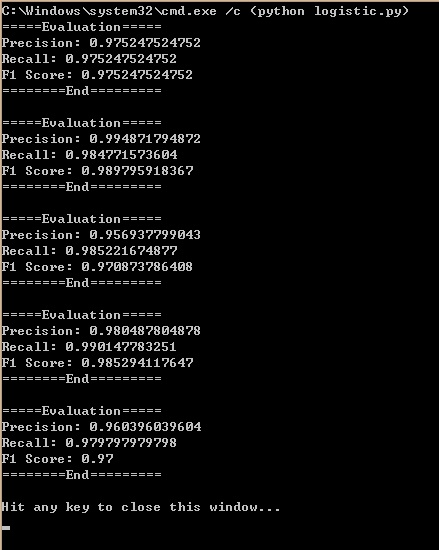 C:\Windows\system32\cmd.exe /c (python logistic.py)
=====Evaluation=====
Precision: 0.975247524752
Recall: 0.975247524752
F1 Score: 0.975247524752
========End=========
=====Evaluation=====
Precision: 0.994871794872
Recall: 0.984771573604
F1 Score: 0.989795918367
========End=========
=====Evaluation=====
Precision: 0.956937799043
Recall: 0.985221674877
F1 Score: 0.970873786408
========End=========
=====Evaluation=====
Precision: 0.980487804878
Recall: 0.990147783251
F1 Score: 0.985294117647
========End=========
=====Evaluation=====
Precision: 0.960396039604
Recall: 0.979797979798
F1 Score: 0.97
========End=========
Hit any key to close this window...